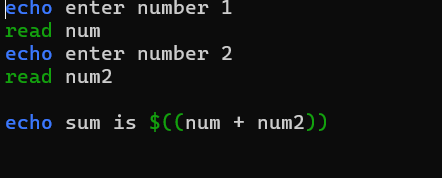 echo enter number 1
read num
echo enter number 2
read num2
echo sum is $((num + num2))